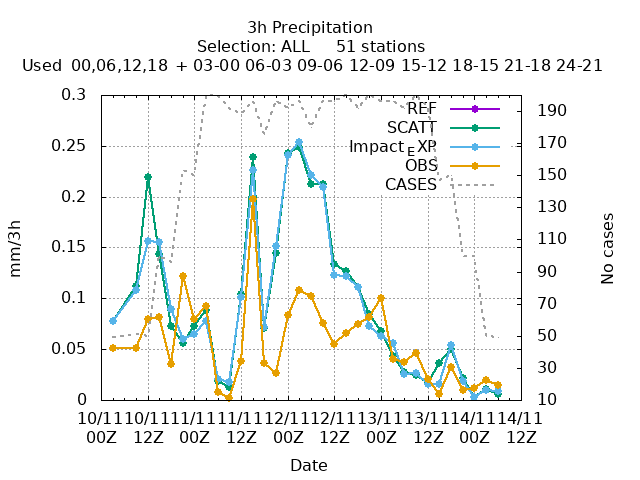 3h Precipitation
Selection: ALL 51 stations
Used 00,06,12,18 + 03-00 06-03 09-06 12-09 15-12 18-15 21-18 24-21
0.3
0.25
0.2
0.15
0.1
0.05
0
mm/3h
REF
SCATT
Impact_EXP
OBS
CASES
190
170
150
130
110
90
70
50
30
10
No cases
10/11 10/11 11/11 11/11 12/11 12/11 13/11 13/11 14/11 14/11
00Z 12Z 00Z 12Z 00Z 12Z 00Z 12Z 00Z 12Z
Date